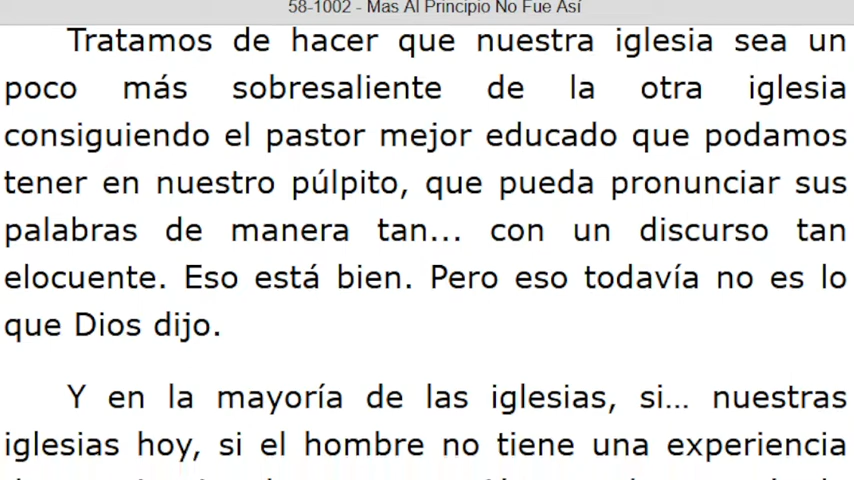 58-1002 - Mas Al Principio No Fue Así
Tratamos de hacer que nuestra iglesia sea un
poco más sobresaliente de la otra iglesia
consiguiendo el pastor mejor educado que podamos
tener en nuestro púlpito, que pueda pronunciar sus
palabras de manera tan... con un discurso tan
elocuente. Eso está bien. Pero eso todavía no es lo
que Dios dijo.
Y en la mayoría de las iglesias, si... nuestras
iglesias hoy, si el hombre no tiene una experiencia